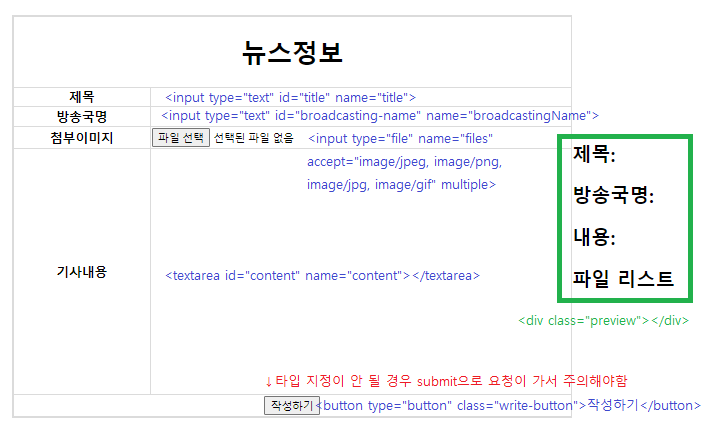 뉴스정보
제목 <input type="text" id="title" name="title">
방송국명 <input type="text" id="broadcasting-name" name="broadcastingName">
첨부이미지 파일 선택 선택된 파일 없음 <input type="file" name="files"
accept="image/jpeg, image/png,
image/jpg, image/gif" multiple>
제목:
방송국명:
내용:
파일 리스트
기사내용 <textarea id="content" name="content"></textarea>
<div class="preview"></div>
↓타입 지정이 안 될 경우 submit으로 요청이 가서 주의해야함
작성하기 <button type="button" class="write-button">작성하기</button>